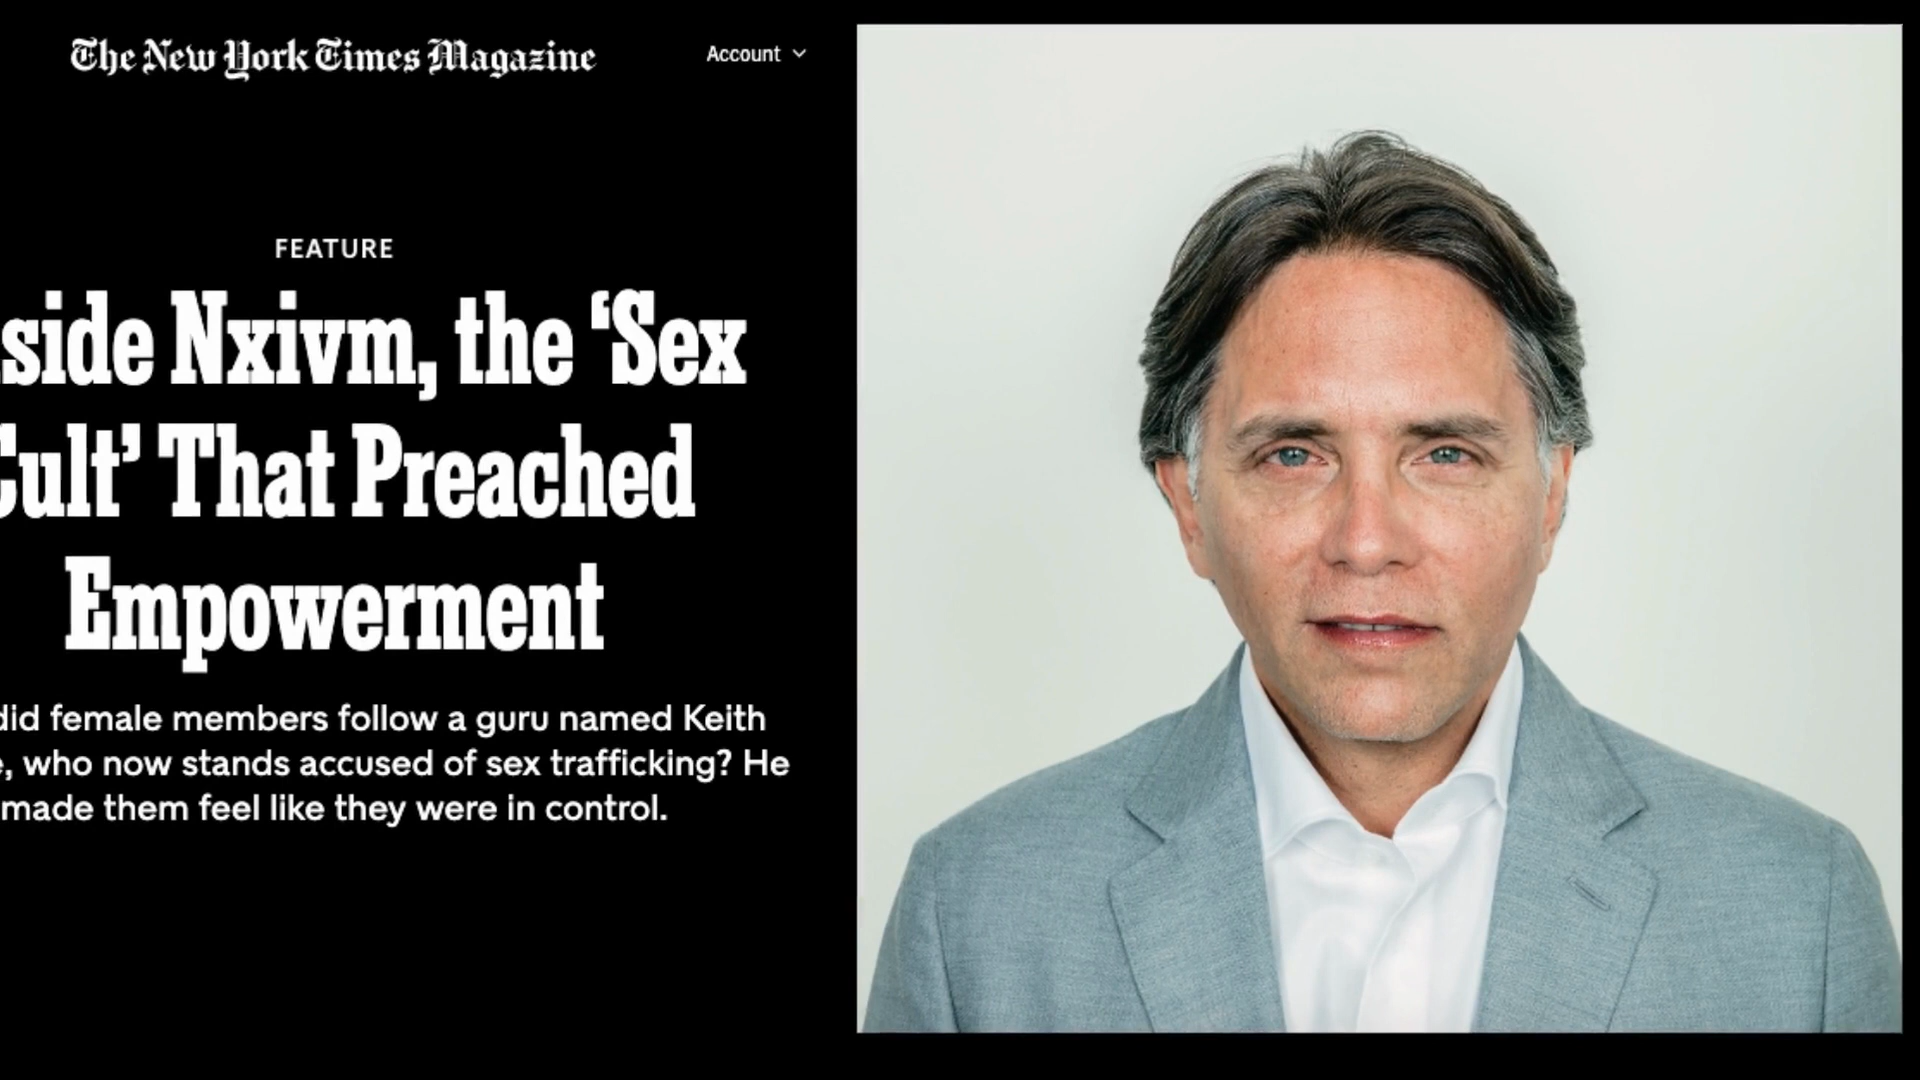 The New York Times Magazine
Account
FEATURE
side Nxivm, the ‘Sex
Cult’ That Preached
Empowerment
did female members follow a guru named Keith
, who now stands accused of sex trafficking? He
made them feel like they were in control.